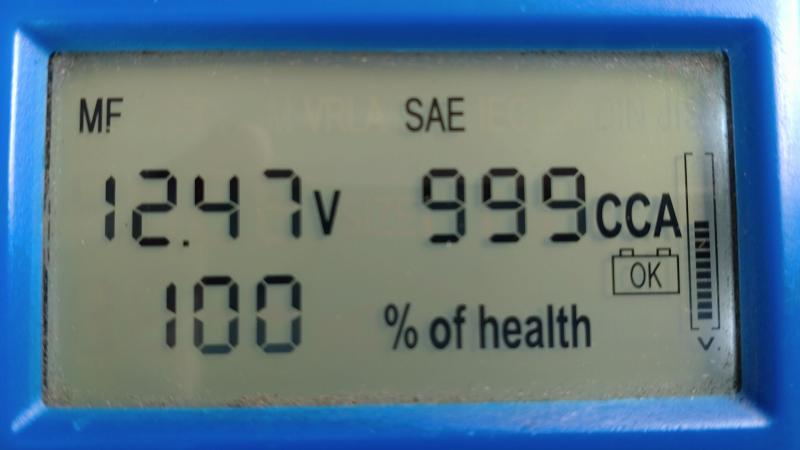 MF SAE
12.47V 999CCA
OK
100 % of health
V.